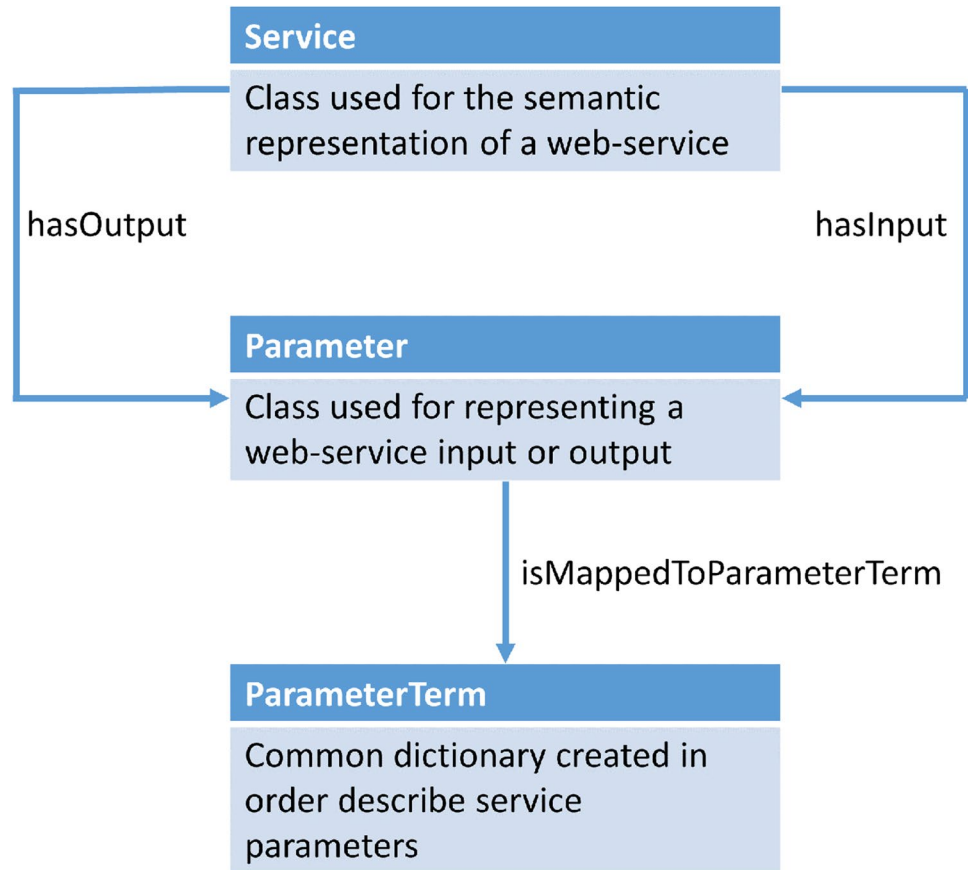 Service
Class used for the semantic
representation of a web-service
hasOutput
hasInput
Parameter
Class used for representing a
web-service input or output
isMappedToParameterTerm
ParameterTerm
Common dictionary created in
order describe service
parameters